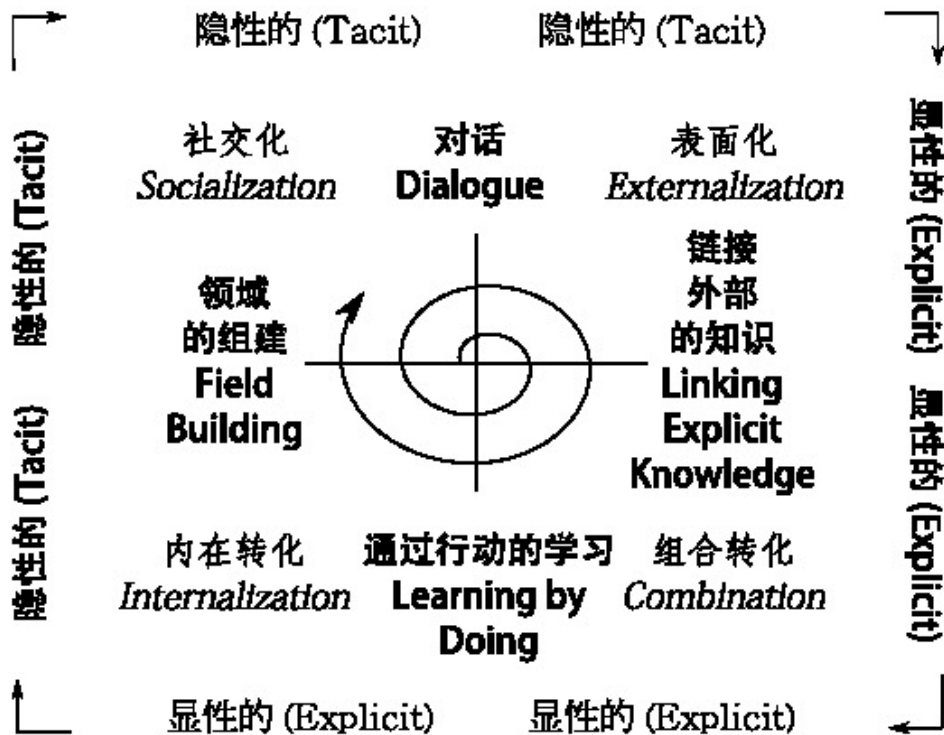 隐性的 (Tacit)
隐性的 (Tacit)
隐性的 (Tacit)
显性的 (Explicit)
社交化
Socialization
对话
Dialogue
表面化
Externalization
领域
的组建
Field
Building
链接
外部
的知识
Linking
Explicit
Knowledge
隐性的 (Tacit)
显性的 (Explicit)
内在转化
Internalization
通过行动的学习
Learning by
Doing
组合转化
Combination
显性的 (Explicit)
显性的 (Explicit)